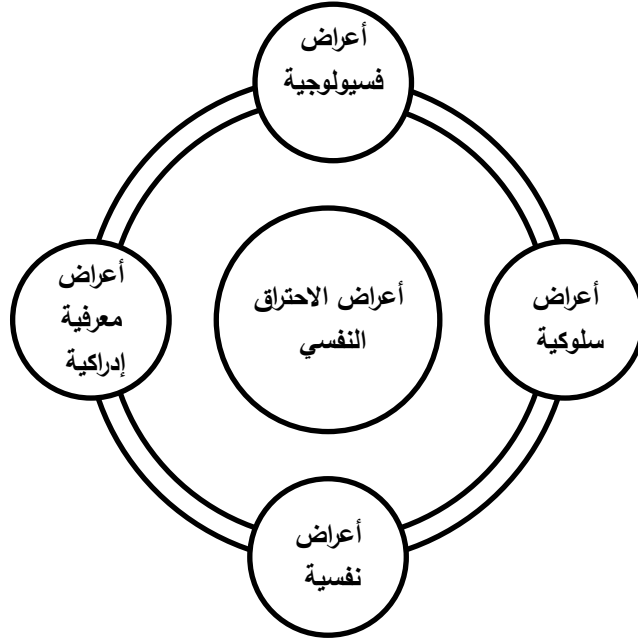 أعراض
فسيولوجية
أعراض
سلوكية
أعراض الاحتراق
النفسي
أعراض
معرفية
إدراكية
أعراض
نفسية